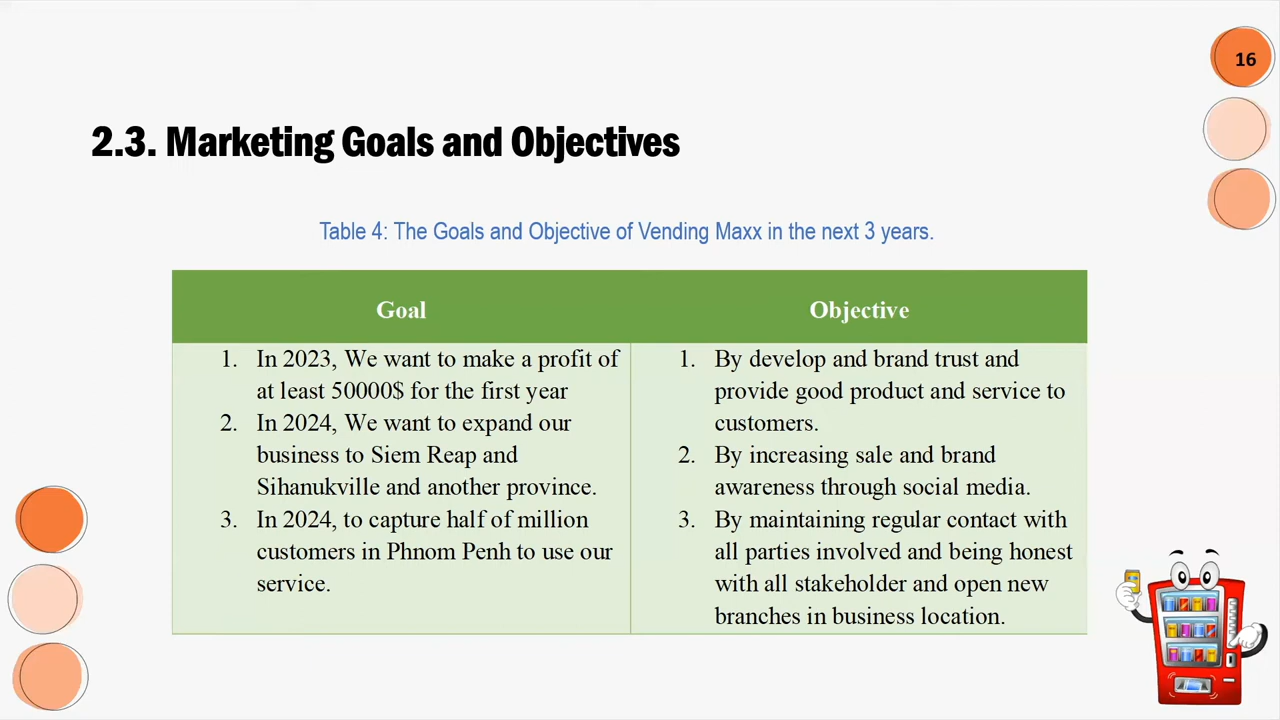 16
2.3. Marketing Goals and Objectives
Table 4: The Goals and Objective of Vending Maxx in the next 3 years.
Goal
Objective
1. In 2023, We want to make a profit of
at least 50000$ for the first year
2. In 2024, We want to expand our
business to Siem Reap and
Sihanukville and another province.
3. In 2024, to capture half of million
customers in Phnom Penh to use our
service.
1. By develop and brand trust and
provide good product and service to
customers.
2. By increasing sale and brand
awareness through social media.
3. By maintaining regular contact with
all parties involved and being honest
with all stakeholder and open new
branches in business location.